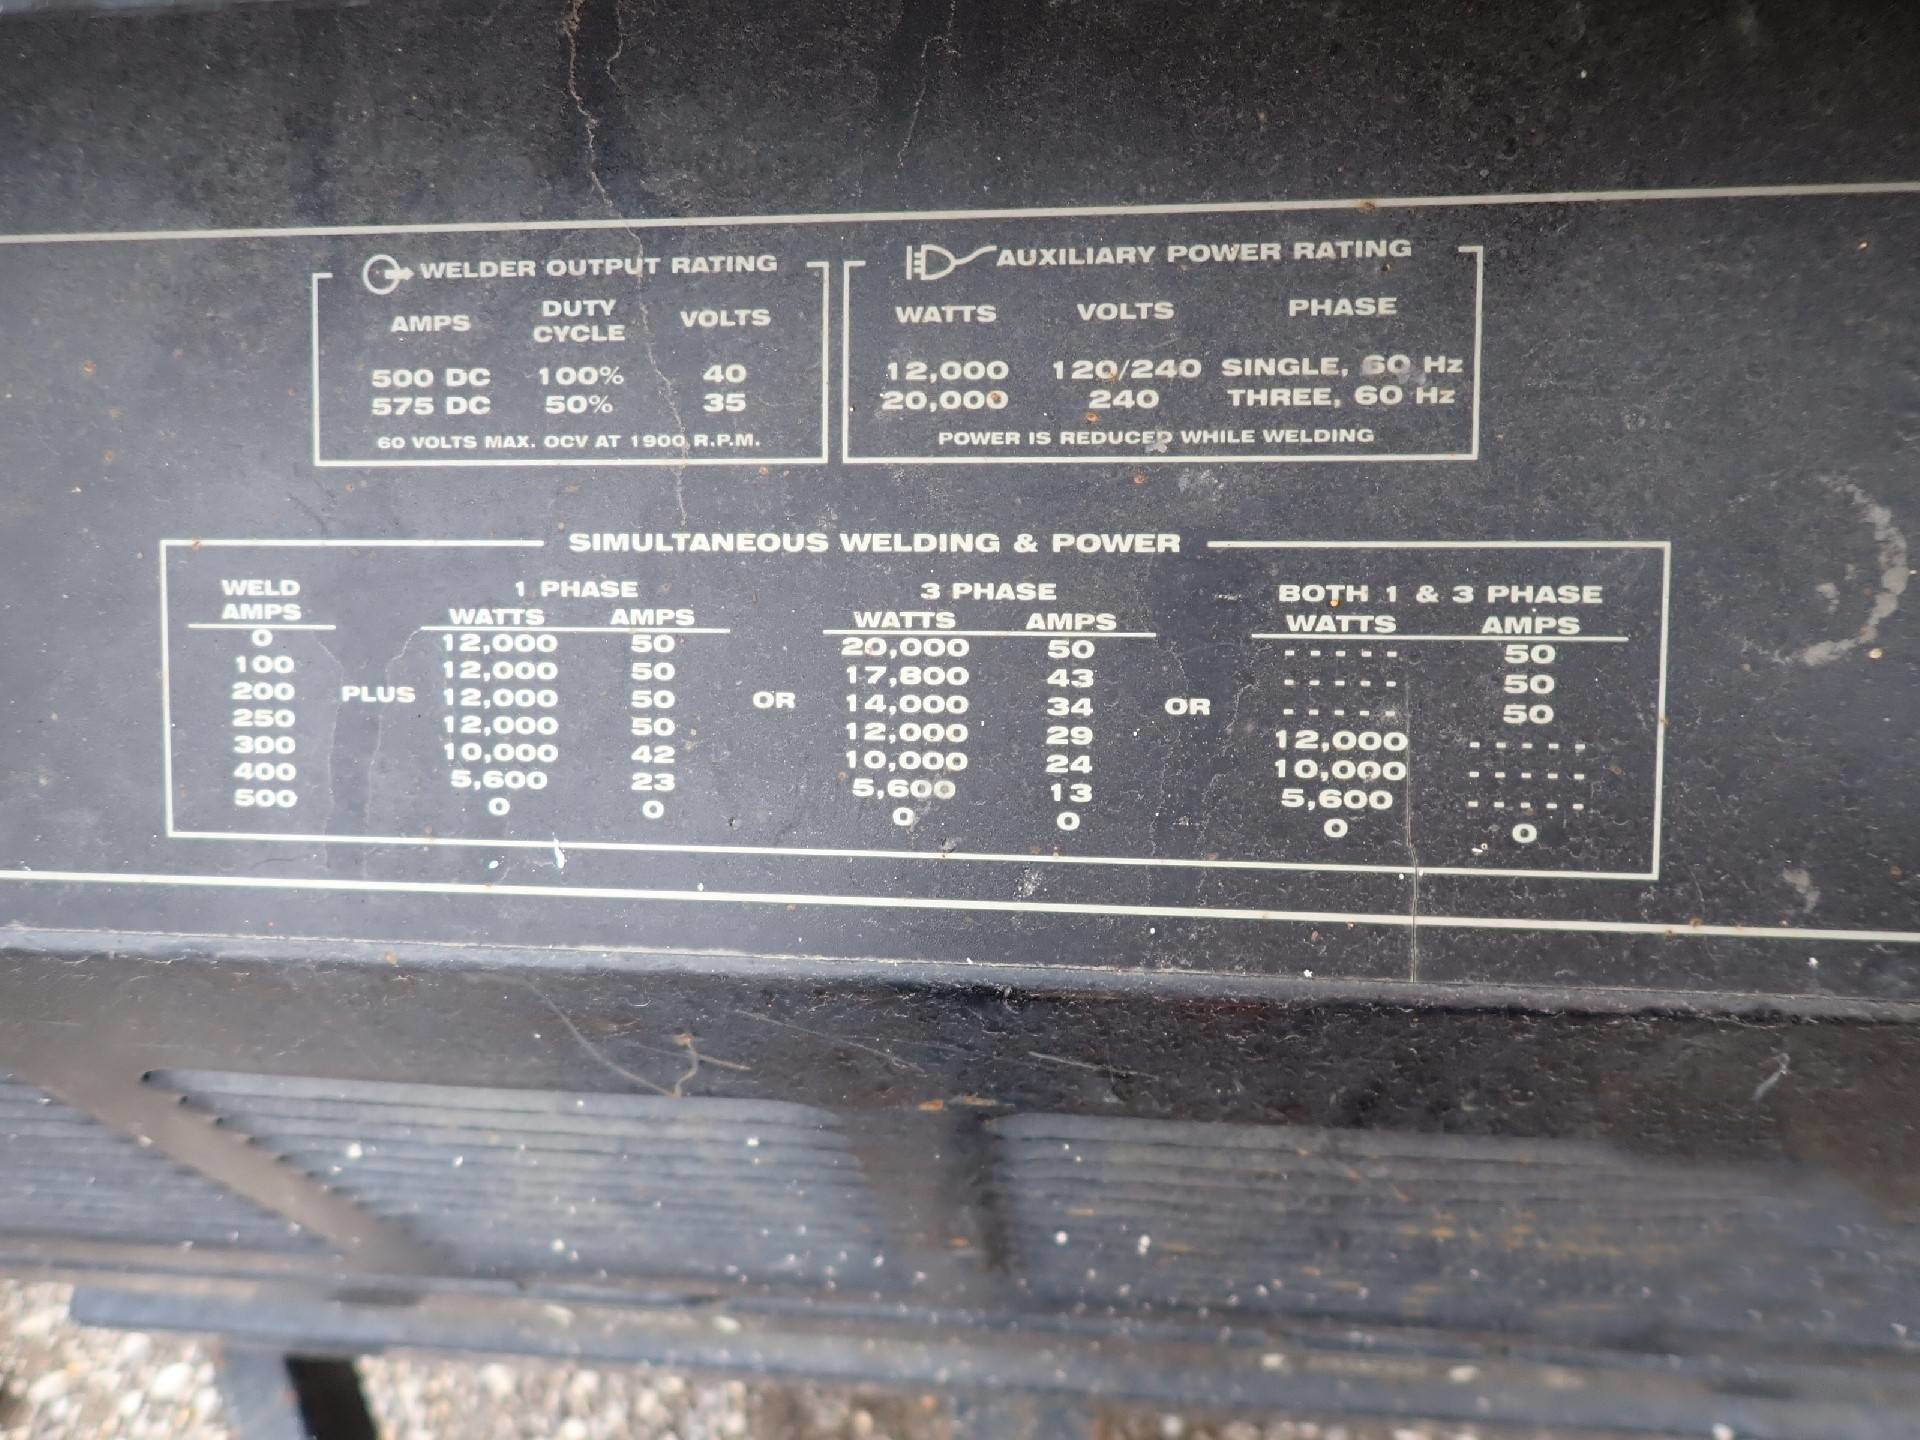 WELDER OUTPUT RATING
AMPS DUTY CYCLE VOLTS
500 DC 100% 40
575 DC 50% 35
60 VOLTS MAX. OCV AT 1900 R.P.M.
AUXILIARY POWER RATING
WATTS VOLTS PHASE
12,000 120/240 SINGLE, 60 Hz
20,000 240 THREE, 60 Hz
POWER IS REDUCED WHILE WELDING
SIMULTANEOUS WELDING & POWER
WELD AMPS 1 PHASE 3 PHASE BOTH 1 & 3 PHASE
WATTS AMPS WATTS AMPS WATTS AMPS
0 12,000 50 20,000 50 - - - - - 50
100 12,000 50 17,800 43 - - - - - 50
200 PLUS 12,000 50 OR 14,000 34 OR - - - - - 50
250 12,000 50 12,000 29 12,000 - - - - -
300 10,000 42 10,000 24 10,000 - - - - -
400 5,600 23 5,600 13 5,600 - - - - -
500 0 0 0 0 0 0